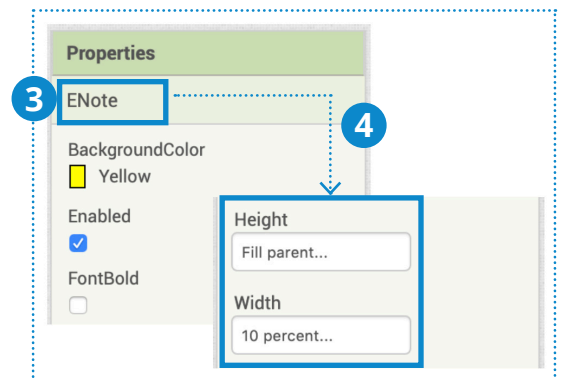 Properties
3
ENote
4
BackgroundColor
Yellow
Enabled
FontBold
Height
Fill parent...
Width
10 percent...